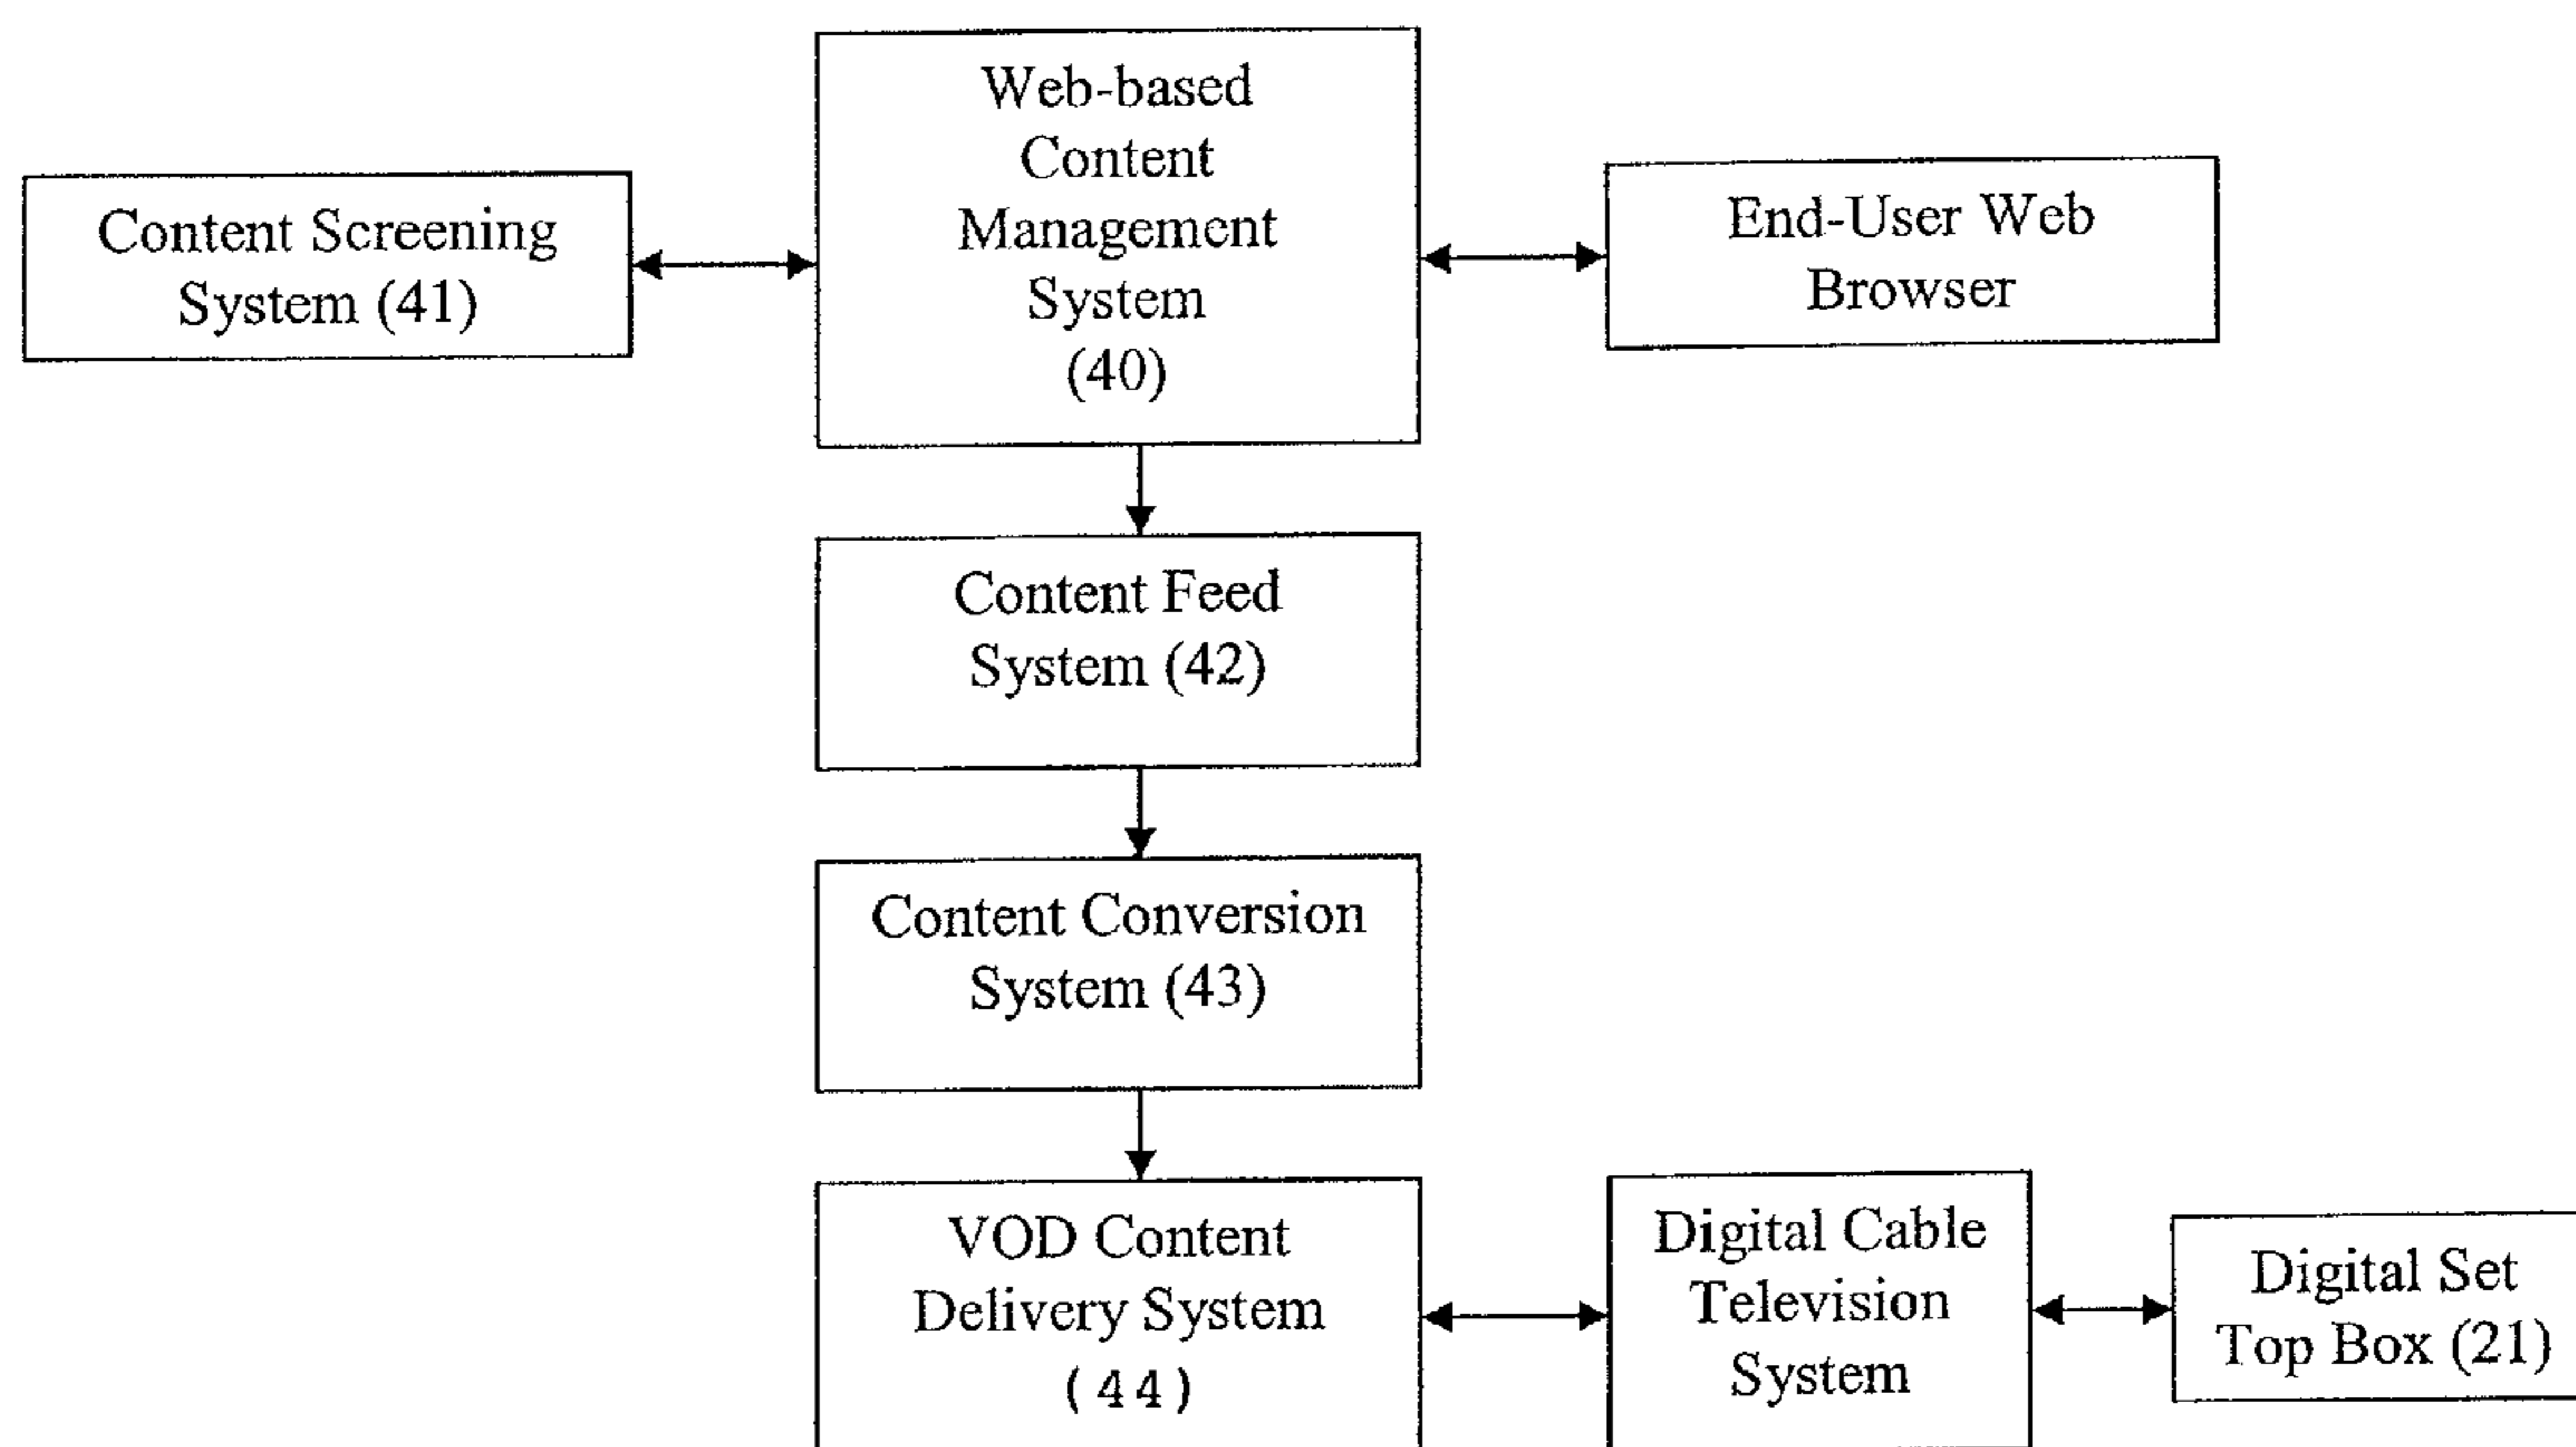 Web-based
Content
Management
System
(40)
Content Screening
System (41)
End-User Web
Browser
Content Feed
System (42)
Content Conversion
System (43)
VOD Content
Delivery System
(44)
Digital Cable
Television
System
Digital Set
Top Box (21)